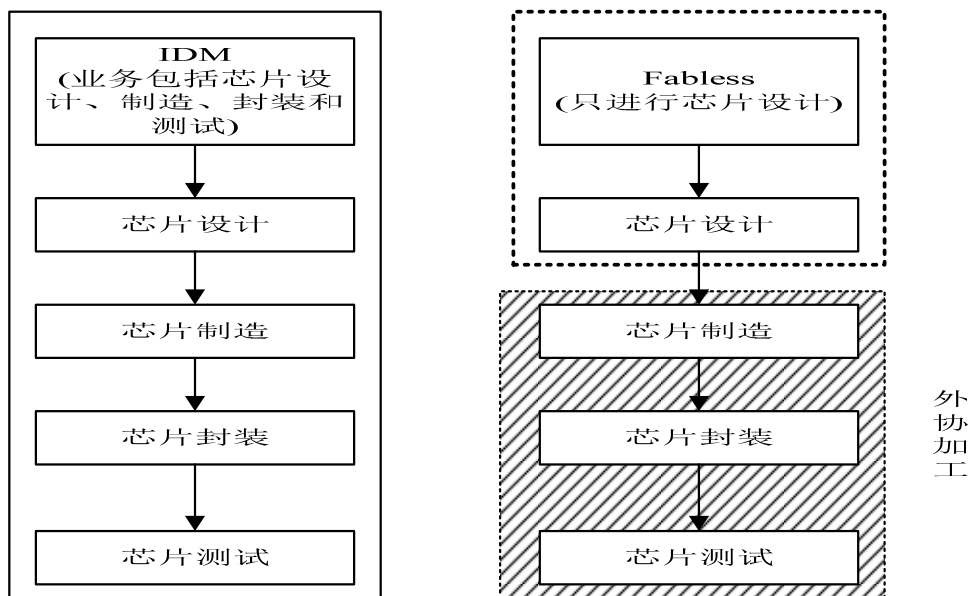 IDM
(业务包括芯片设
计、制造、封装和
测试)
芯片设计
芯片制造
芯片封装
芯片测试
Fabless
(只进行芯片设计)
芯片设计
芯片制造
芯片封装
芯片测试
外
协
加
工